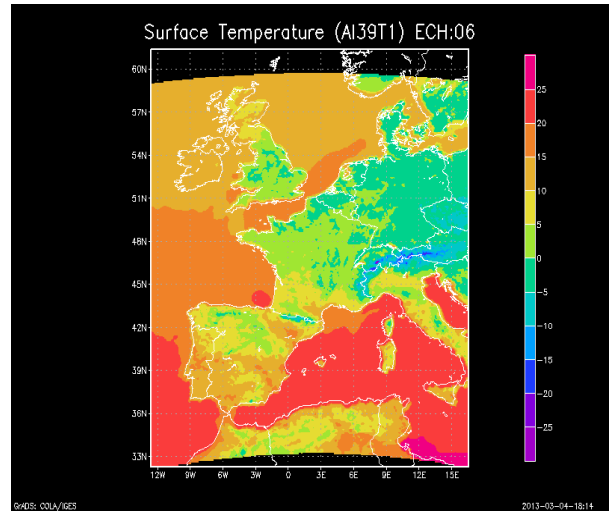 Surface Temperature (AI39T1) ECH:06
60N
57N
54N
51N
48N
45N
42N
39N
36N
33N
12W 9W 6W 3W 0 3E 6E 9E 12E 15E
25
20
15
10
5
0
-5
-10
-15
-20
-25
GrADS: COLA/IGES
2013-03-04-18:14